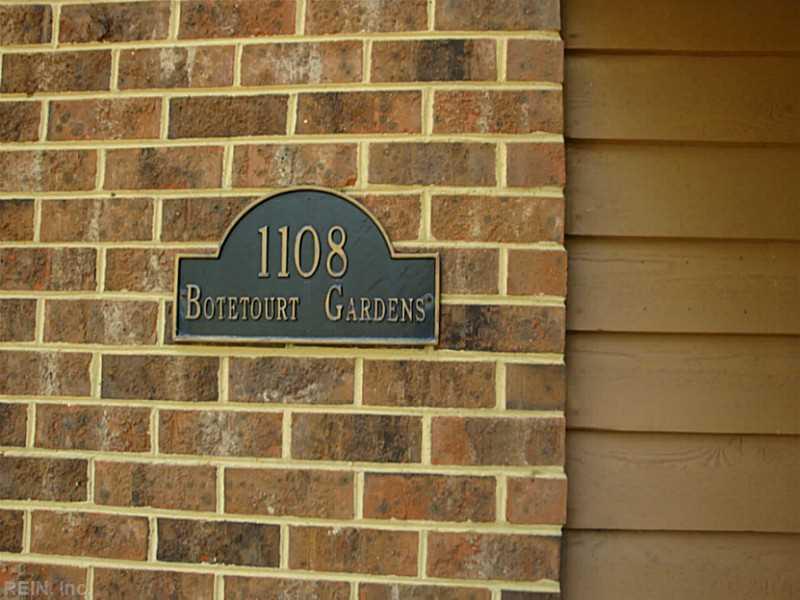 1108
Botetourt Gardens
REIN, Inc.